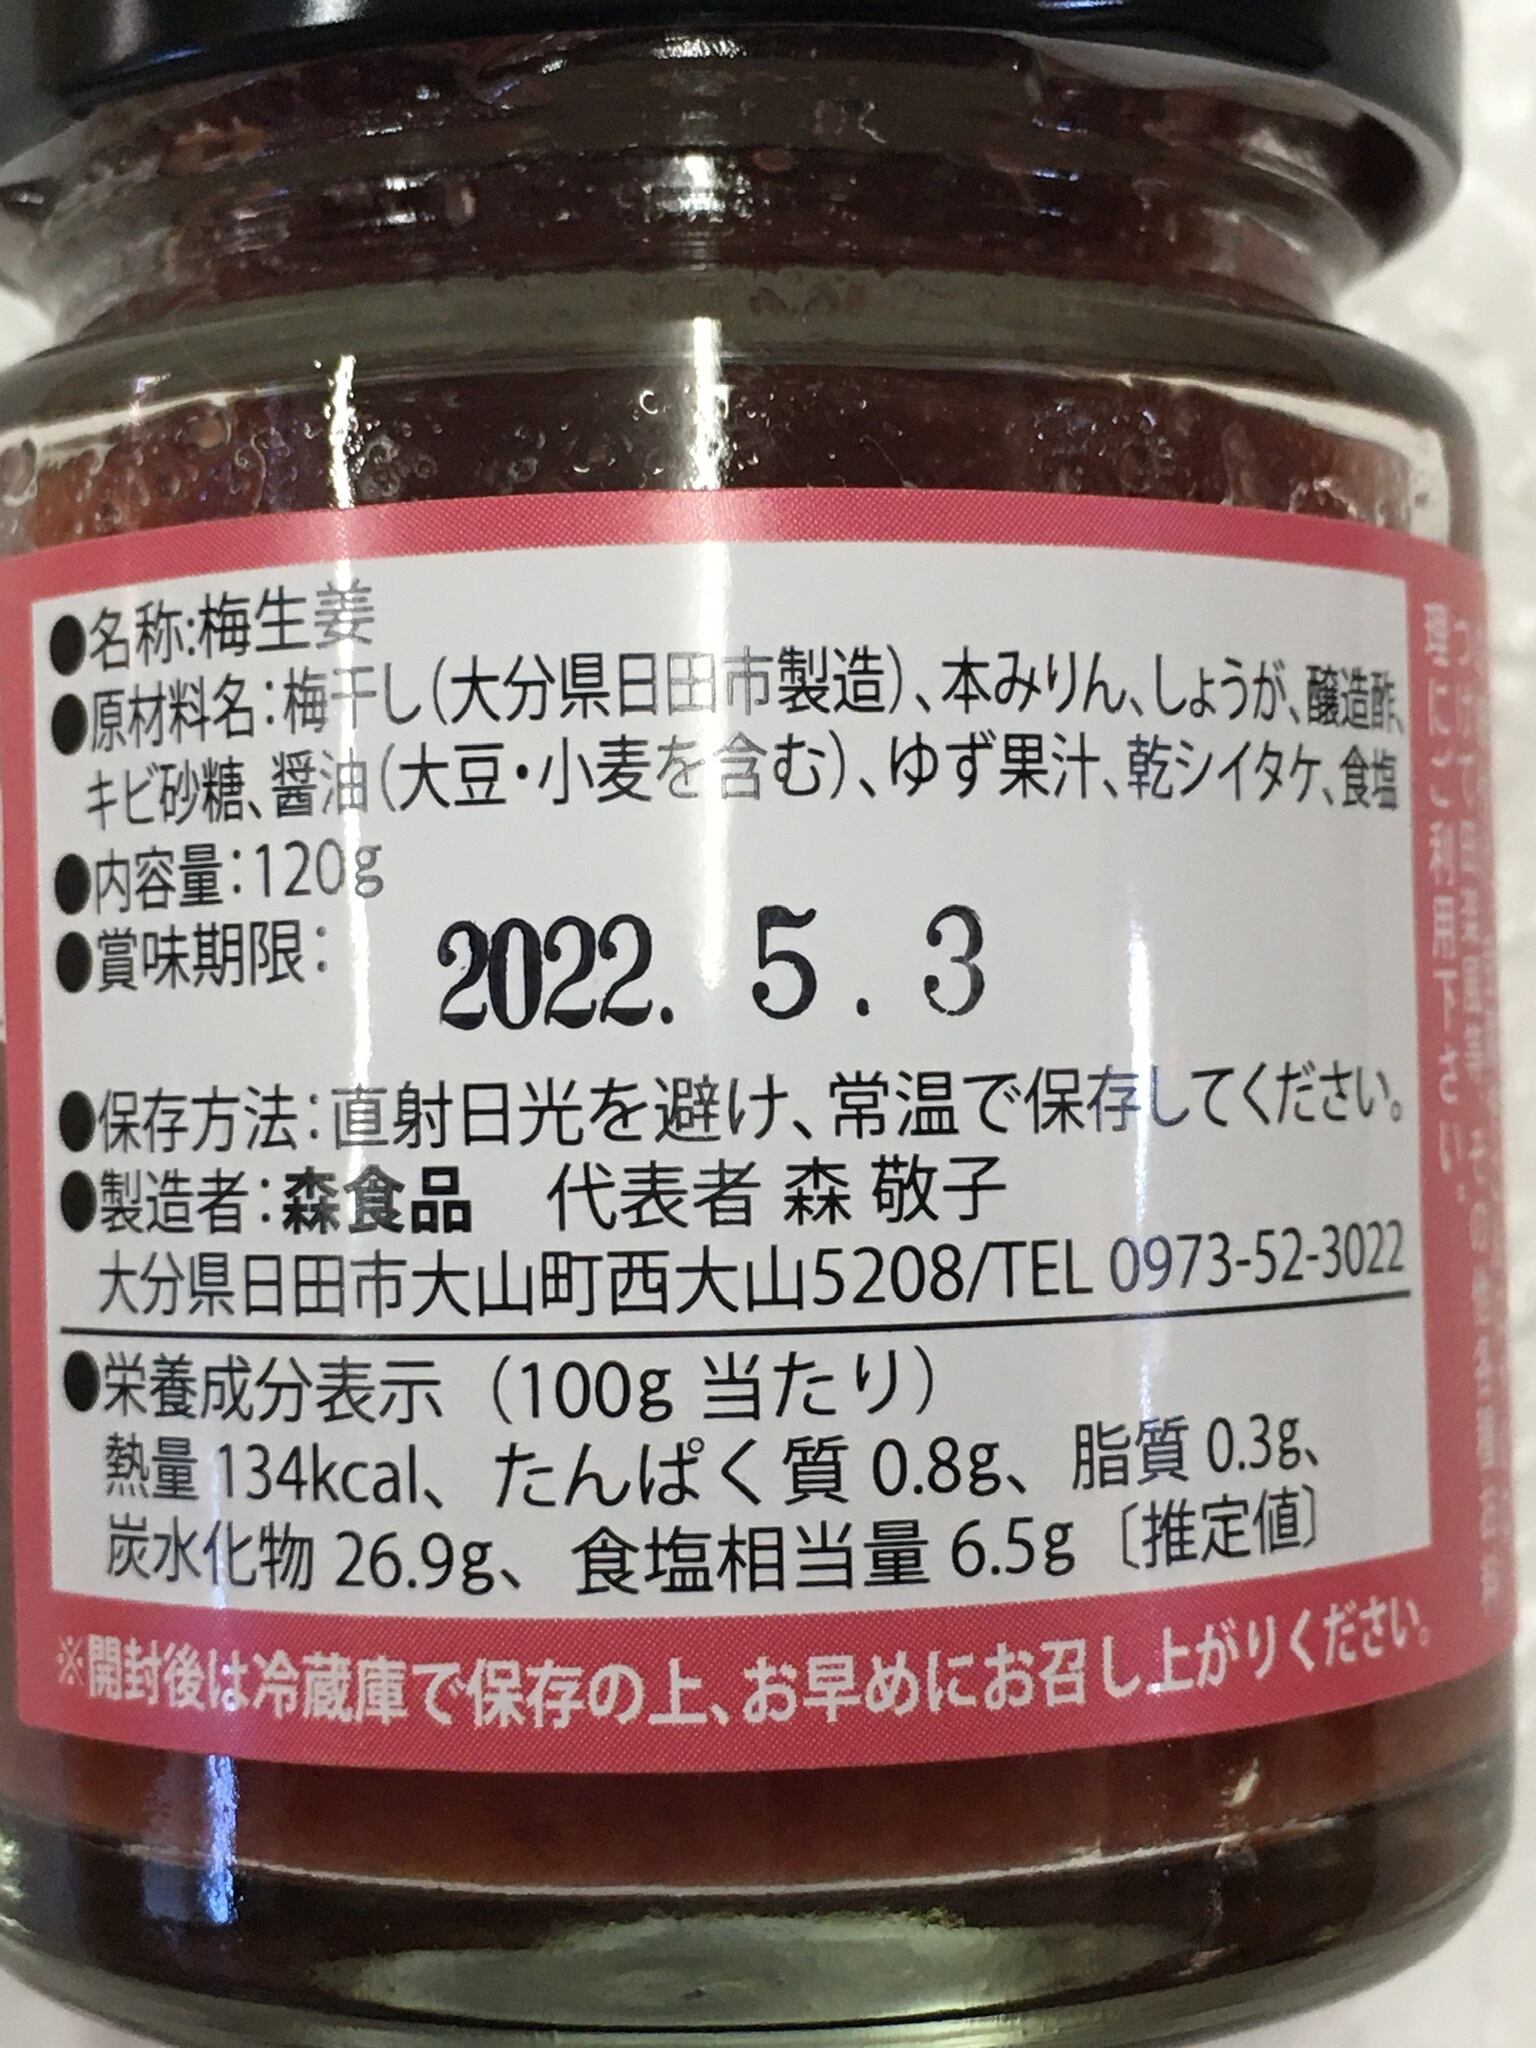 ●名称:梅生姜
●原材料名:梅干し(大分県日田市製造)、本みりん、しょうが、醸造酢、
キビ砂糖、醤油(大豆・小麦を含む)、ゆず果汁、乾シイタケ、食塩
●内容量:120g
●賞味期限:
2022. 5. 3
●保存方法:直射日光を避け、常温で保存してください。
●製造者:森食品 代表者 森 敬子
大分県日田市大山町西大山5208/TEL 0973-52-3022
●栄養成分表示 (100g 当たり)
熱量 134kcal、たんぱく質 0.8g、脂質 0.3g、
炭水化物 26.9g、食塩相当量 6.5g〔推定値〕
※開封後は冷蔵庫で保存の上、お早めにお召し上がりください。
にご利用下さい。